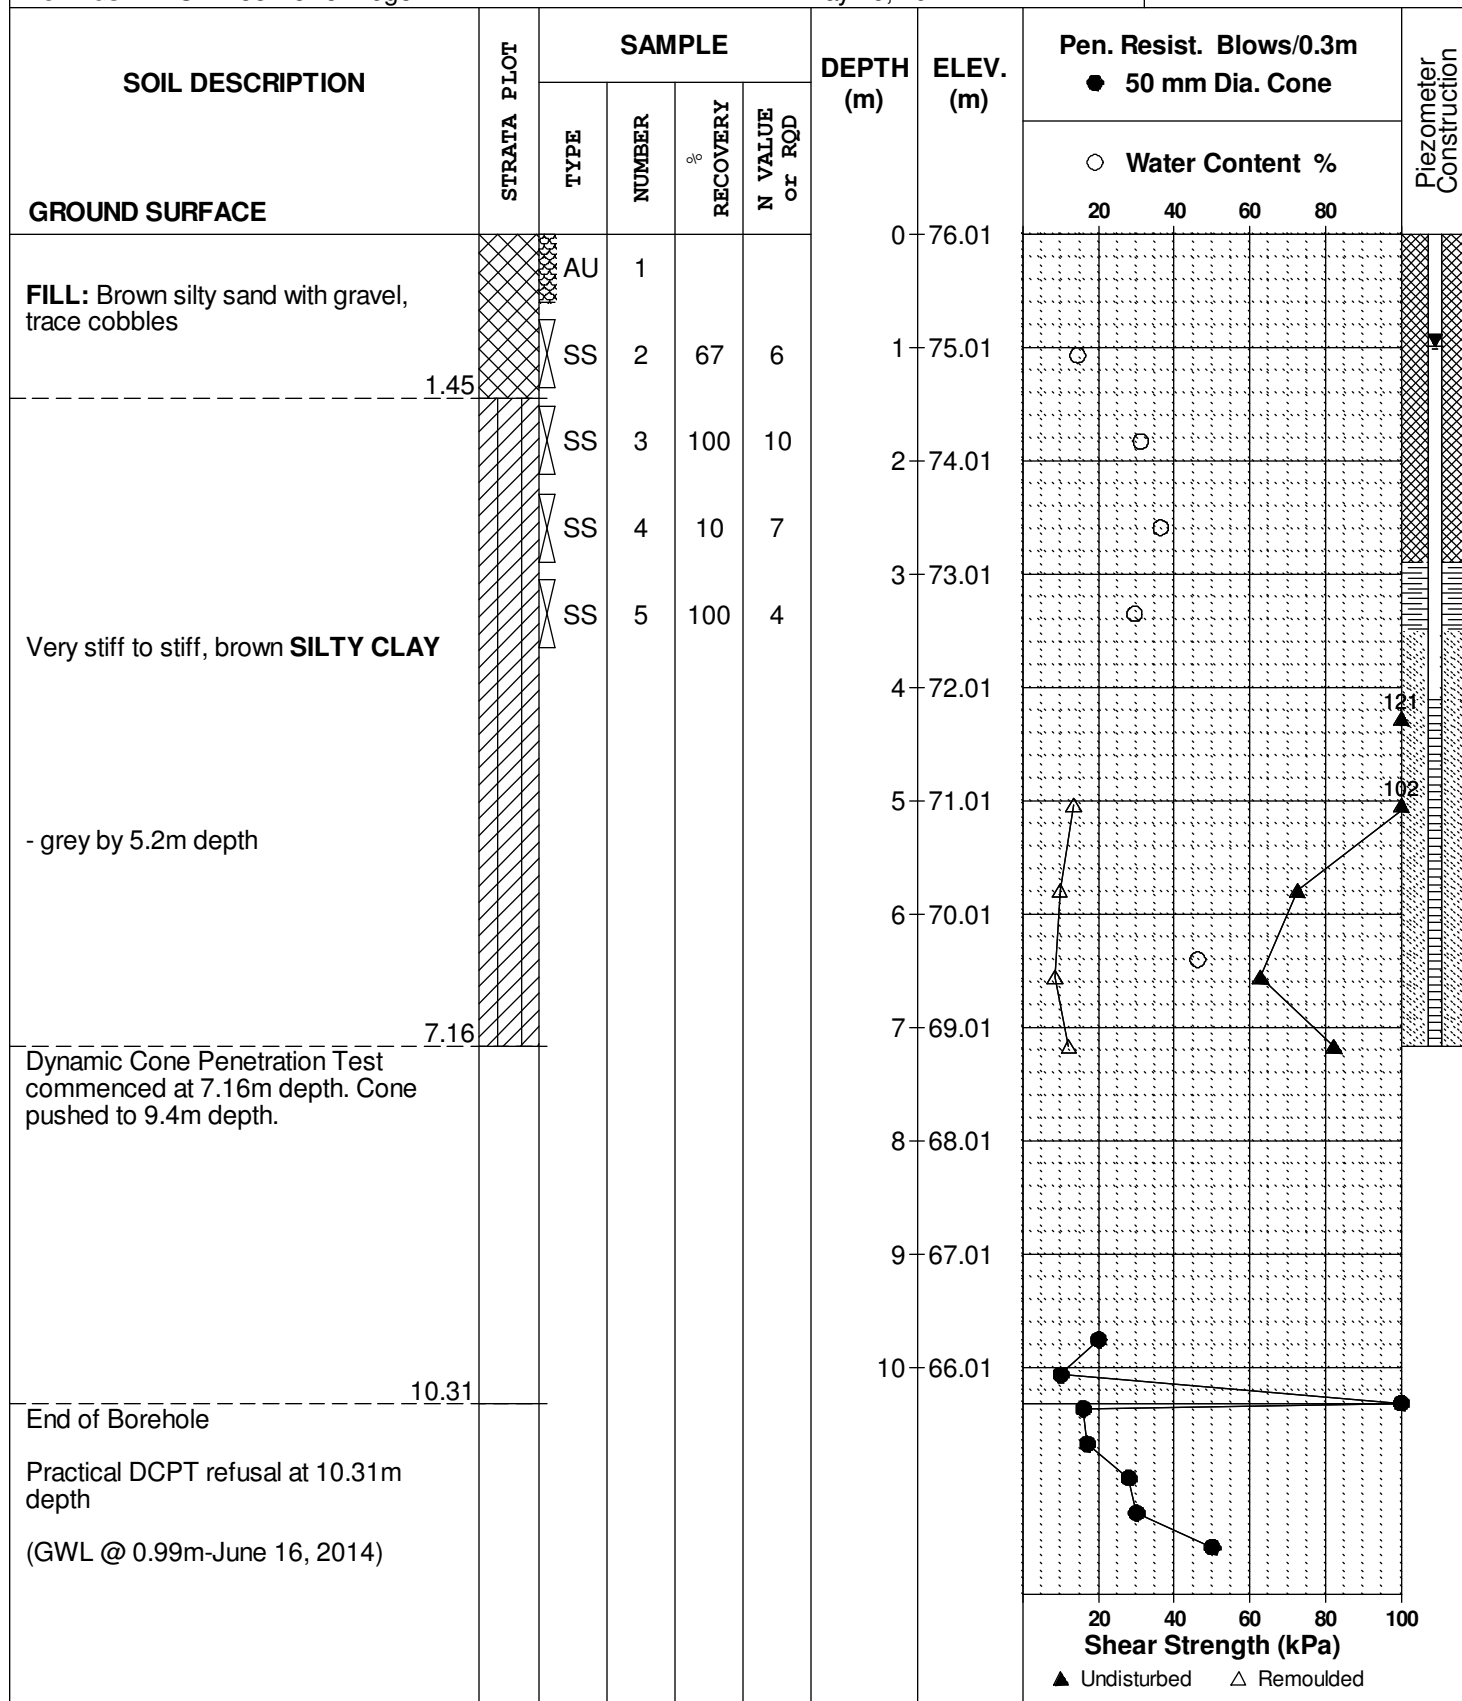 SOIL DESCRIPTION
GROUND SURFACE
STRATA PLOT
SAMPLE
TYPE
NUMBER
%
RECOVERY
N VALUE
or RQD
DEPTH
(m)
ELEV.
(m)
Pen. Resist. Blows/0.3m
● 50 mm Dia. Cone
○ Water Content %
20 40 60 80
Piezometer
Construction
0 76.01
AU 1
FILL: Brown silty sand with gravel,
trace cobbles
SS 2 67 6
1 75.01
1.45
SS 3 100 10
2 74.01
SS 4 10 7
3 73.01
SS 5 100 4
Very stiff to stiff, brown SILTY CLAY
4 72.01
121
102
5 71.01
- grey by 5.2m depth
6 70.01
7 69.01
7.16
Dynamic Cone Penetration Test
commenced at 7.16m depth. Cone
pushed to 9.4m depth.
8 68.01
9 67.01
10 66.01
10.31
End of Borehole
Practical DCPT refusal at 10.31m
depth
(GWL @ 0.99m-June 16, 2014)
20 40 60 80 100
Shear Strength (kPa)
▲ Undisturbed △ Remoulded